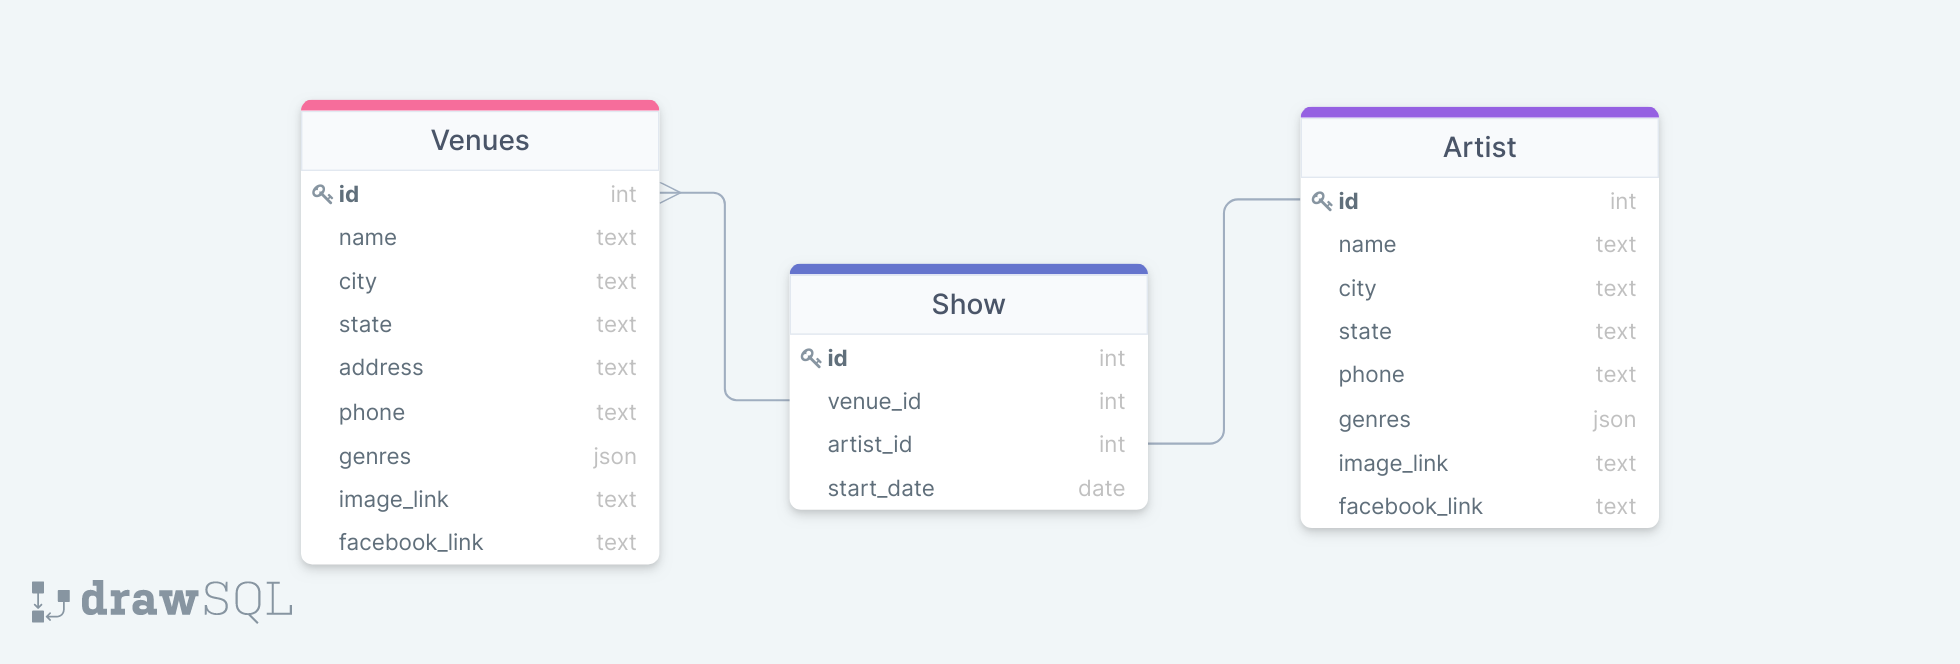 Venues
id int
name text
city text
state text
address text
phone text
genres json
image_link text
facebook_link text
Show
id int
venue_id int
artist_id int
start_date date
Artist
id int
name text
city text
state text
phone text
genres json
image_link text
facebook_link text
drawSQL